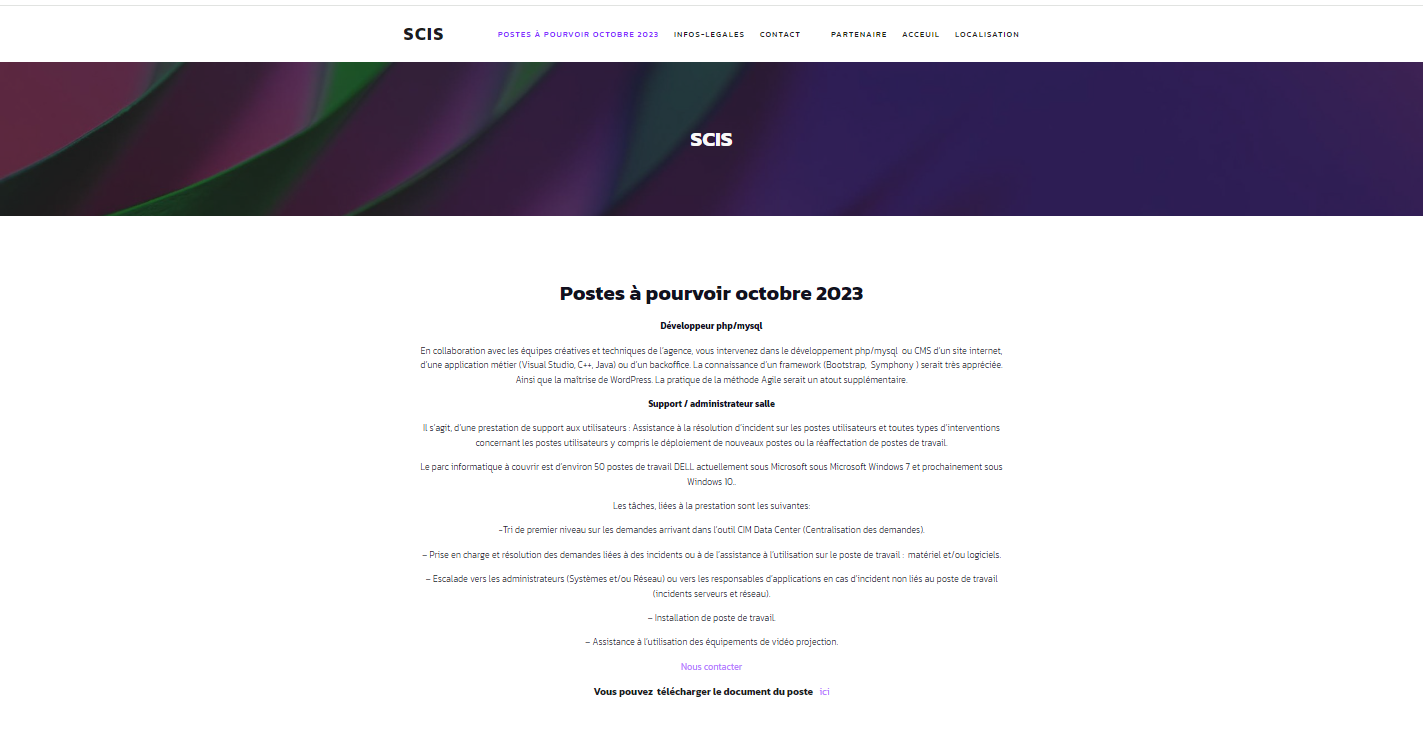 SCIS
POSTES À POURVOIR OCTOBRE 2023 INFOS-LEGALES CONTACT PARTENAIRE ACCEUIL LOCALISATION
SCIS
Postes à pourvoir octobre 2023
Développeur php/mysql
En collaboration avec les équipes créatives et techniques de l'agence, vous intervenez dans le développement php/mysql ou CMS d'un site internet,
d'une application métier (Visual Studio, C++, Java) ou d'un backoffice. La connaissance d'un framework (Bootstrap, Symphony ) serait très appréciée.
Ainsi que la maîtrise de WordPress. La pratique de la méthode Agile serait un atout supplémentaire.
Support / administrateur salle
Il s'agit, d'une prestation de support aux utilisateurs : Assistance à la résolution d'incident sur les postes utilisateurs et toutes types d'interventions
concernant les postes utilisateurs y compris le déploiement de nouveaux postes ou la réaffectation de postes de travail.
Le parc informatique à couvrir est d'environ 50 postes de travail DELL actuellement sous Microsoft sous Microsoft Windows 7 et prochainement sous
Windows 10..
Les tâches, liées à la prestation sont les suivantes:
-Tri de premier niveau sur les demandes arrivant dans l'outil CIM Data Center (Centralisation des demandes).
– Prise en charge et résolution des demandes liées à des incidents ou à de l'assistance à l'utilisation sur le poste de travail : matériel et/ou logiciels.
– Escalade vers les administrateurs (Systèmes et/ou Réseau) ou vers les responsables d'applications en cas d'incident non liés au poste de travail
(incidents serveurs et réseau).
– Installation de poste de travail.
– Assistance à l'utilisation des équipements de vidéo projection.
Nous contacter
Vous pouvez télécharger le document du poste ici